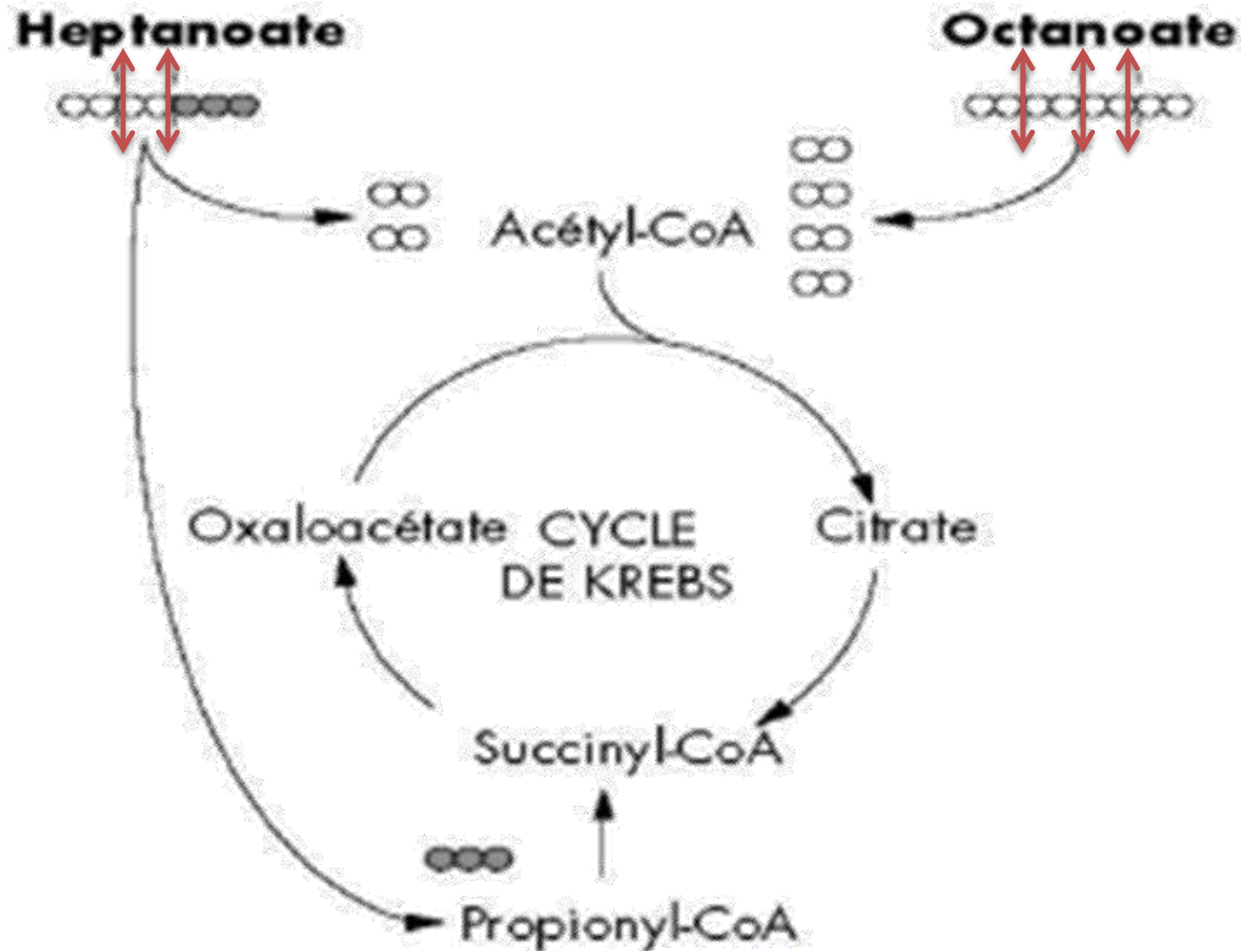 Heptanoate
Octanoate
Acétyl-CoA
Oxaloacétate
CYCLE
DE KREBS
Citrate
Succinyl-CoA
Propionyl-CoA